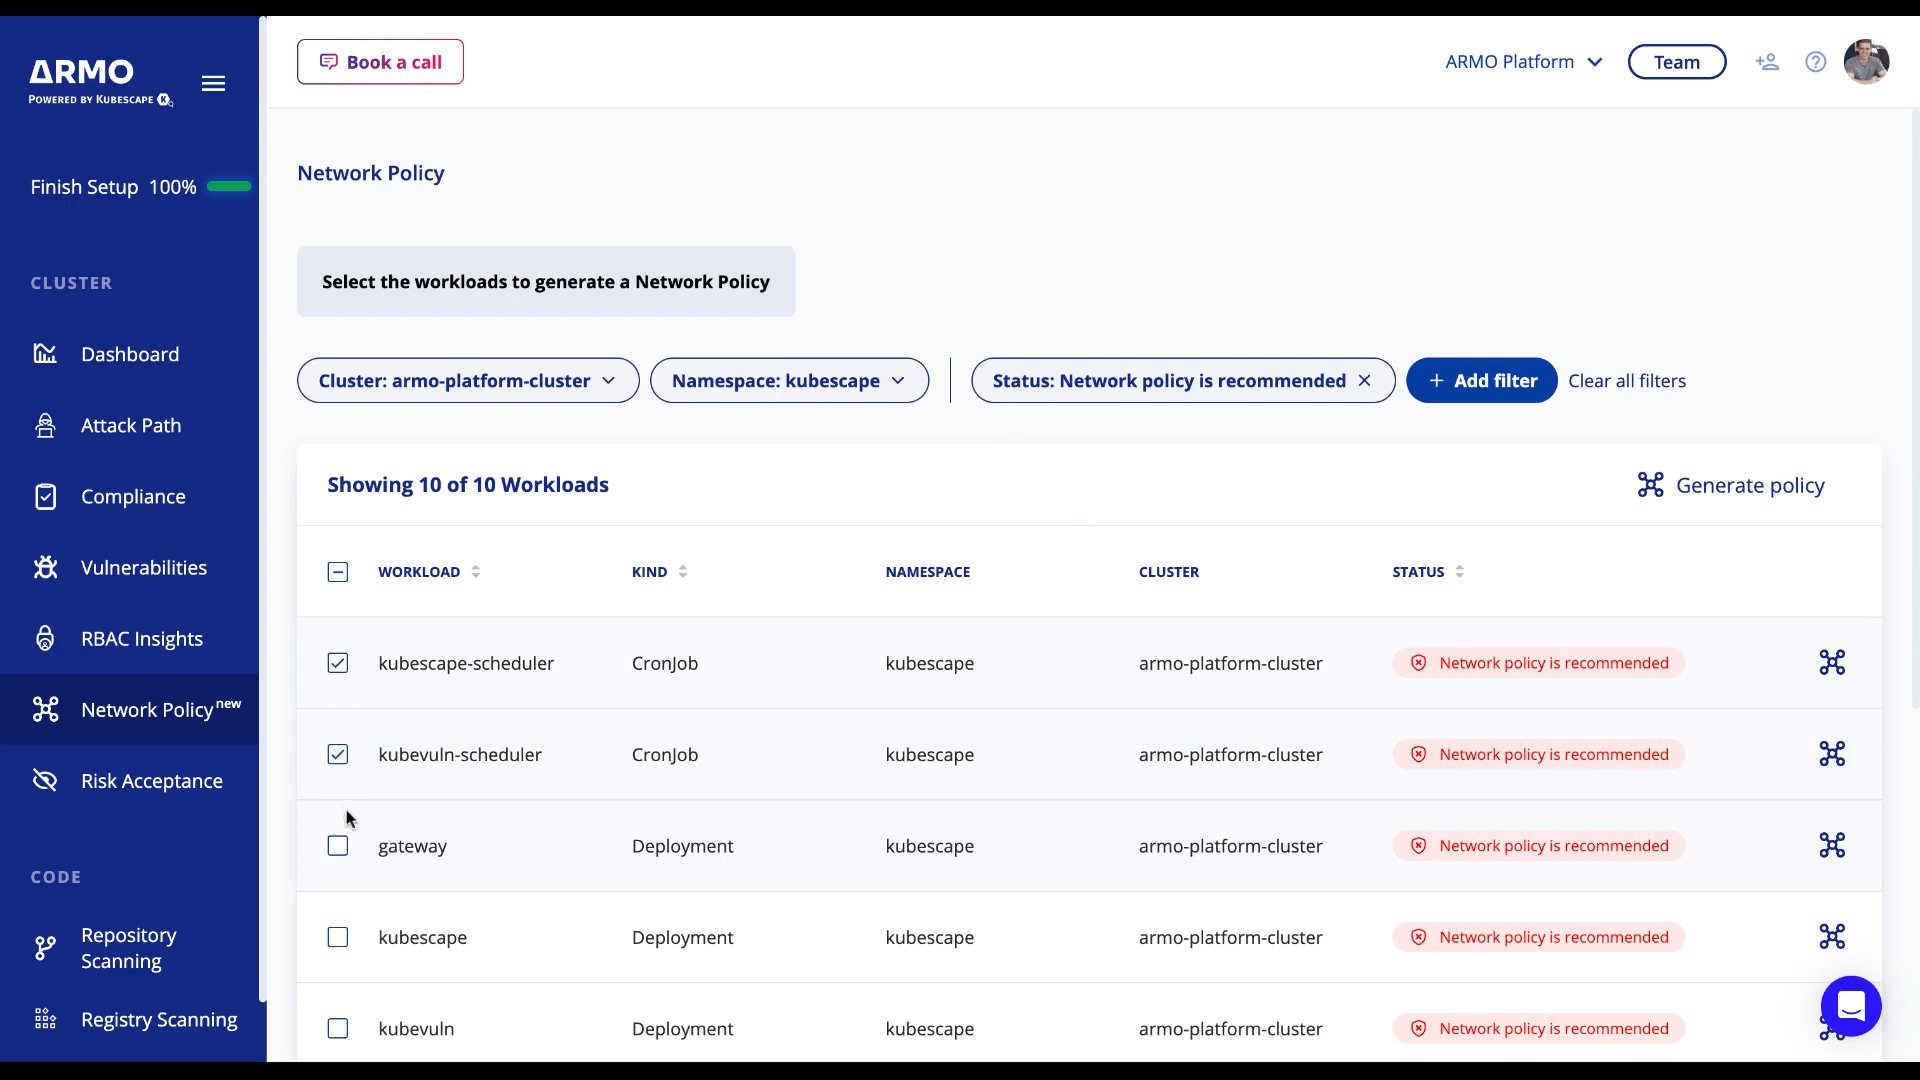 ARMO
POWERED BY KUBESCAPE
Book a call
ARMO Platform
Team
Finish Setup 100%
CLUSTER
Dashboard
Attack Path
Compliance
Vulnerabilities
RBAC Insights
Network Policy new
Risk Acceptance
CODE
Repository
Scanning
Registry Scanning
Network Policy
Select the workloads to generate a Network Policy
Cluster: armo-platform-cluster
Namespace: kubescape
Status: Network policy is recommended
+ Add filter
Clear all filters
Showing 10 of 10 Workloads
Generate policy
WORKLOAD KIND NAMESPACE CLUSTER STATUS
kubescape-scheduler CronJob kubescape armo-platform-cluster Network policy is recommended
kubevuln-scheduler CronJob kubescape armo-platform-cluster Network policy is recommended
gateway Deployment kubescape armo-platform-cluster Network policy is recommended
kubescape Deployment kubescape armo-platform-cluster Network policy is recommended
kubevuln Deployment kubescape armo-platform-cluster Network policy is recommended